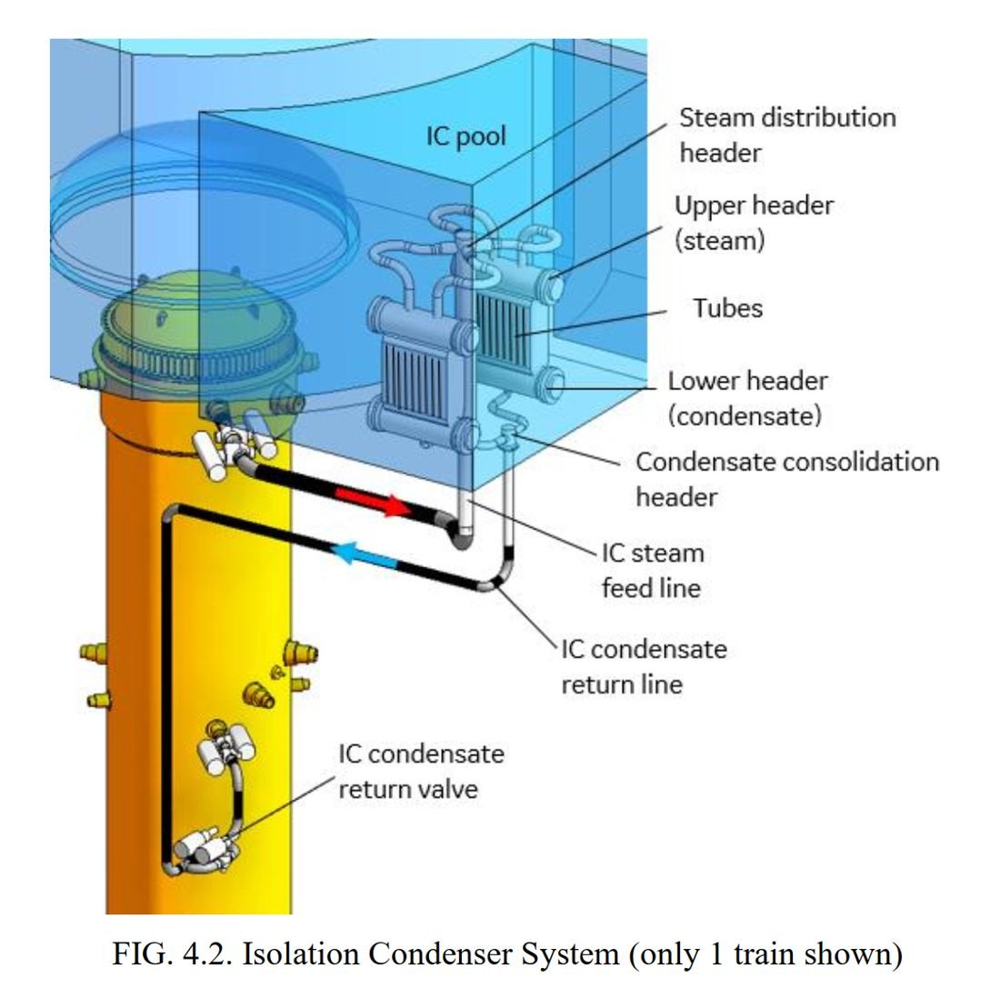 IC pool
Steam distribution
header
Upper header
(steam)
Tubes
Lower header
(condensate)
Condensate consolidation
header
IC steam
feed line
IC condensate
return line
IC condensate
return valve
FIG. 4.2. Isolation Condenser System (only 1 train shown)